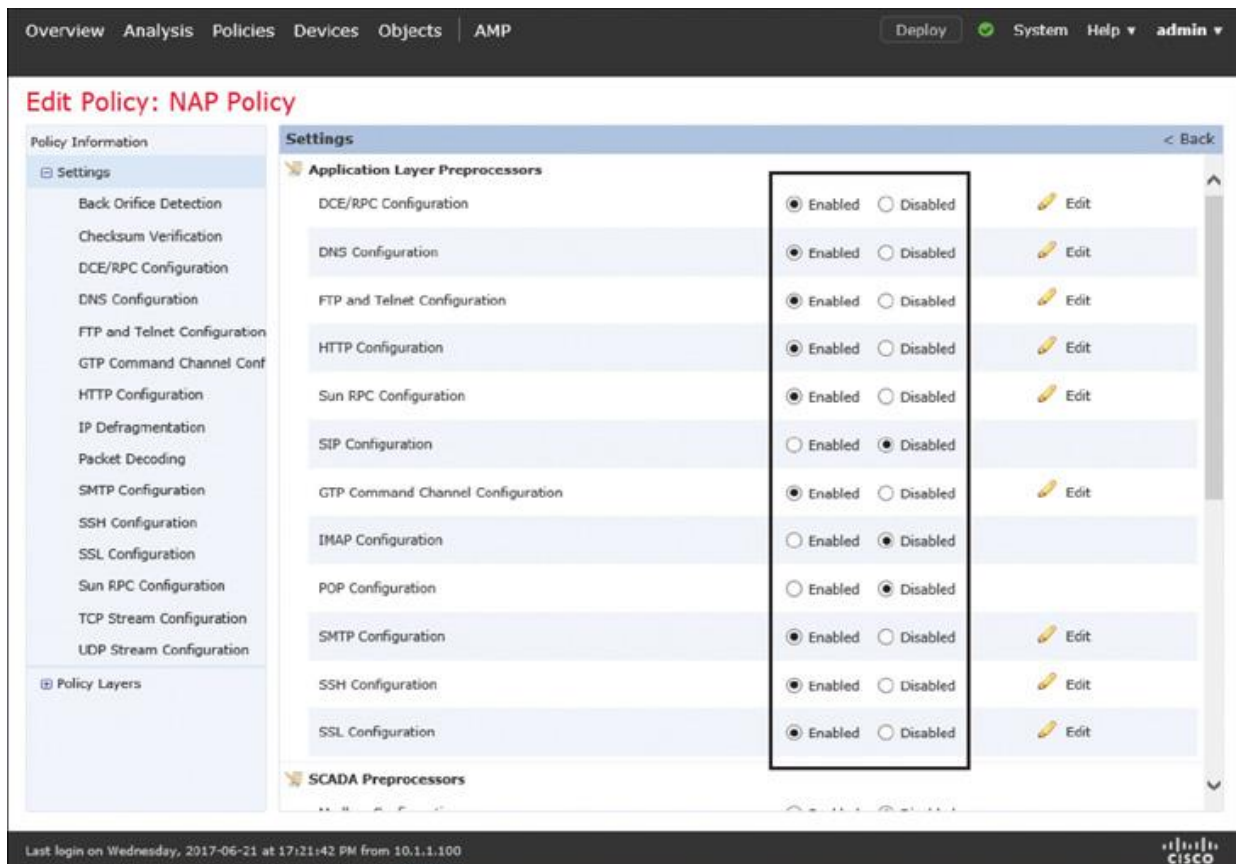 Overview Analysis Policies Devices Objects AMP Deploy System Help admin
Edit Policy: NAP Policy
Policy Information
Settings
Back Orifice Detection
Checksum Verification
DCE/RPC Configuration
DNS Configuration
FTP and Telnet Configuration
GTP Command Channel Conf
HTTP Configuration
IP Defragmentation
Packet Decoding
SMTP Configuration
SSH Configuration
SSL Configuration
Sun RPC Configuration
TCP Stream Configuration
UDP Stream Configuration
Policy Layers
Settings < Back
Application Layer Preprocessors
DCE/RPC Configuration Enabled Disabled Edit
DNS Configuration Enabled Disabled Edit
FTP and Telnet Configuration Enabled Disabled Edit
HTTP Configuration Enabled Disabled Edit
Sun RPC Configuration Enabled Disabled Edit
SIP Configuration Enabled Disabled
GTP Command Channel Configuration Enabled Disabled Edit
IMAP Configuration Enabled Disabled
POP Configuration Enabled Disabled
SMTP Configuration Enabled Disabled Edit
SSH Configuration Enabled Disabled Edit
SSL Configuration Enabled Disabled Edit
SCADA Preprocessors
Last login on Wednesday, 2017-06-21 at 17:21:42 PM from 10.1.1.100
cisco